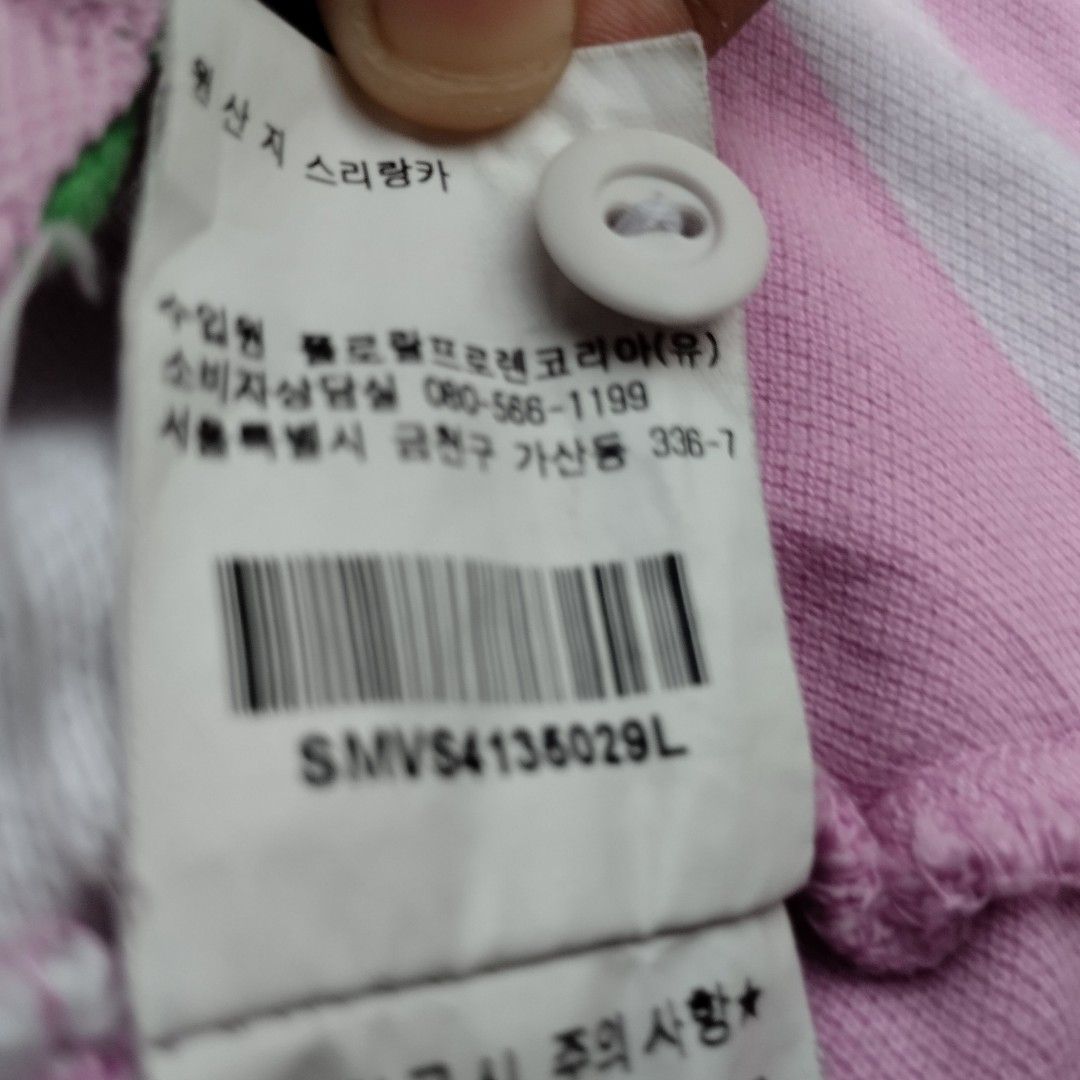 원산지 스리랑카
수입원 폴로랄프로렌코리아(유)
소비자상담실 080-566-1199
서울특별시 금천구 가산동 336-7
SMVS4135029L
주의사항★